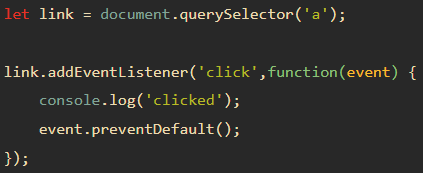 let link = document.querySelector('a');

link.addEventListener('click',function(event) {
    console.log('clicked');
    event.preventDefault();
});